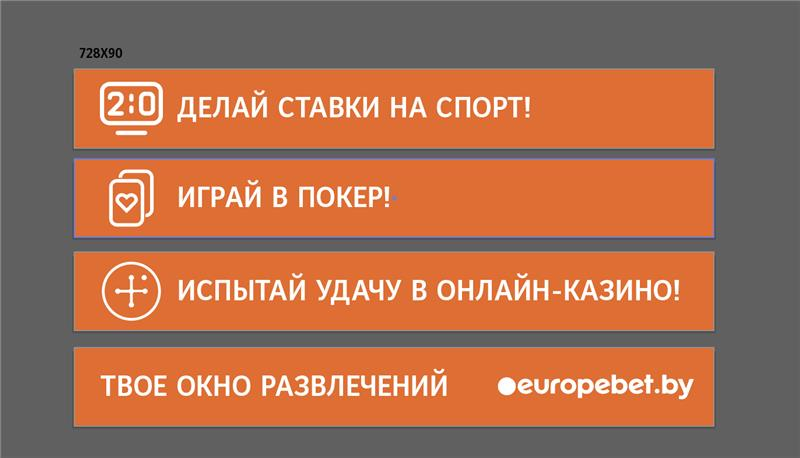 728X90
2:0
ДЕЛАЙ СТАВКИ НА СПОРТ!
ИГРАЙ В ПОКЕР!
ИСПЫТАЙ УДАЧУ В ОНЛАЙН-КАЗИНО!
ТВОЕ ОКНО РАЗВЛЕЧЕНИЙ
europebet.by